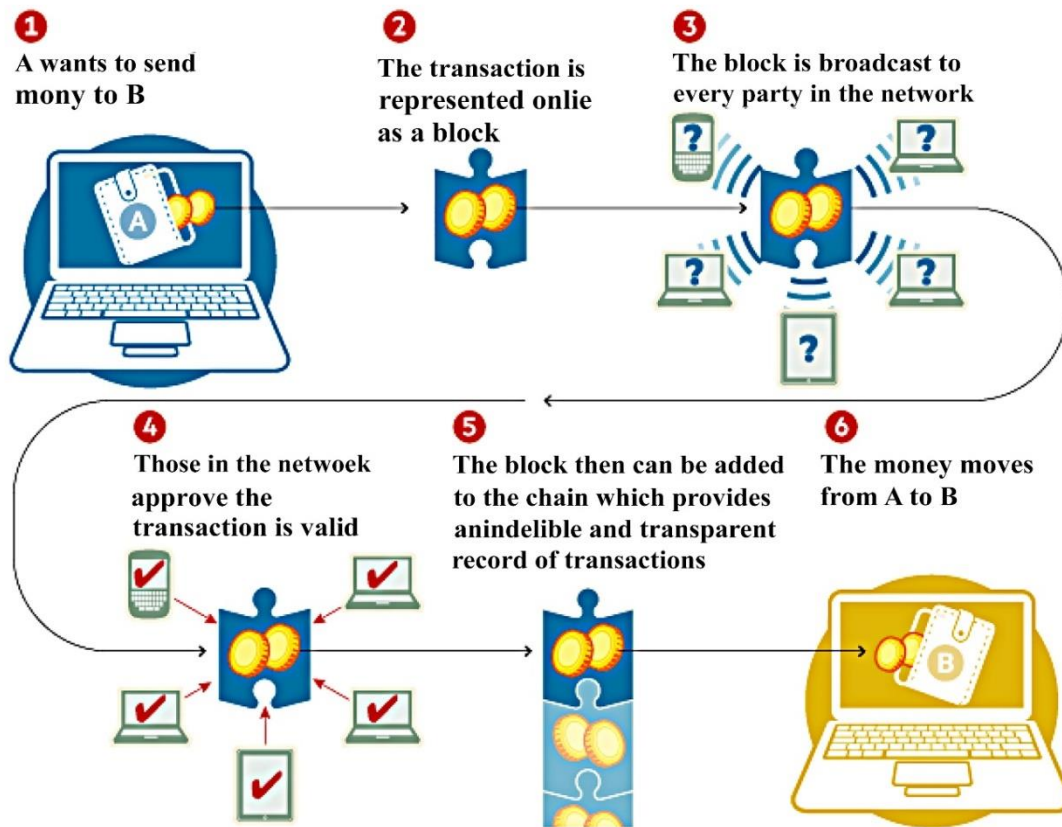 1
A wants to send
mony to B
A
2
The transaction is
represented onlie
as a block
3
The block is broadcast to
every party in the network
?
?
?
?
?
4
Those in the netwoek
approve the
transaction is valid
5
The block then can be added
to the chain which provides
anindelible and transparent
record of transactions
6
The money moves
from A to B
B